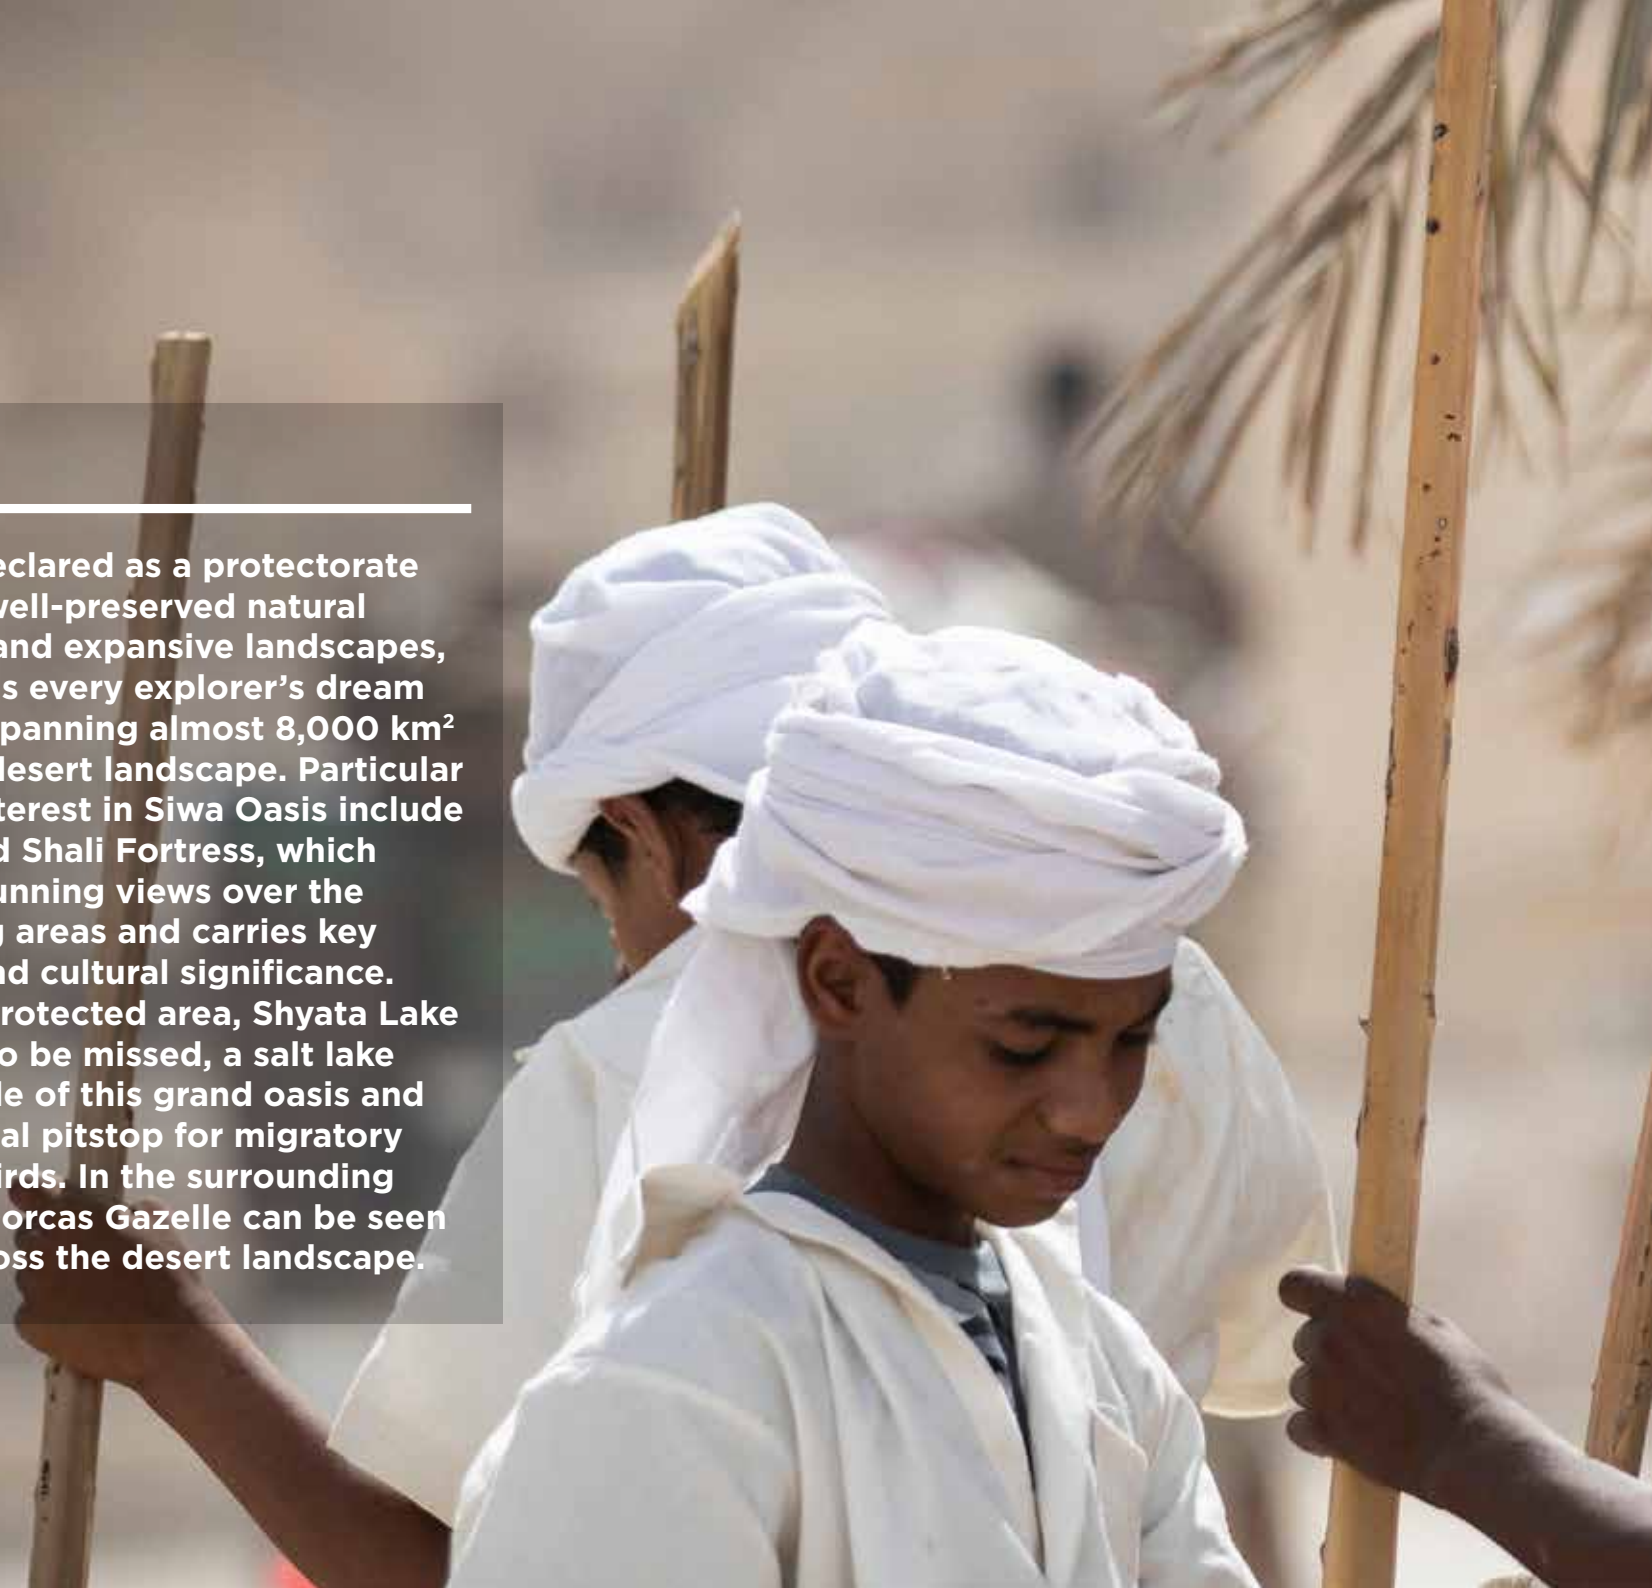 eclared as a protectorate
well-preserved natural
and expansive landscapes,
s every explorer’s dream
panning almost 8,000 km²
desert landscape. Particular
terest in Siwa Oasis include
d Shali Fortress, which
unning views over the
g areas and carries key
nd cultural significance.
rotected area, Shyata Lake
o be missed, a salt lake
le of this grand oasis and
al pitstop for migratory
irds. In the surrounding
orcas Gazelle can be seen
oss the desert landscape.